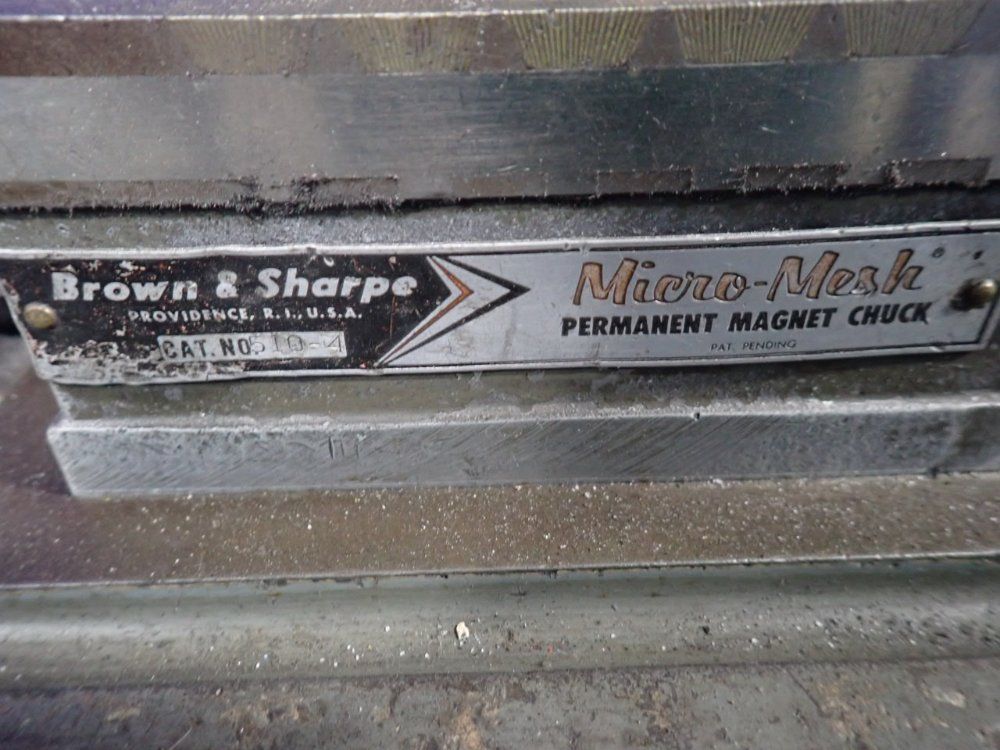 Brown & Sharpe
PROVIDENCE, R. I., U.S.A.
CAT. NO. 510-4
Micro-Mesh®
PERMANENT MAGNET CHUCK
PAT. PENDING